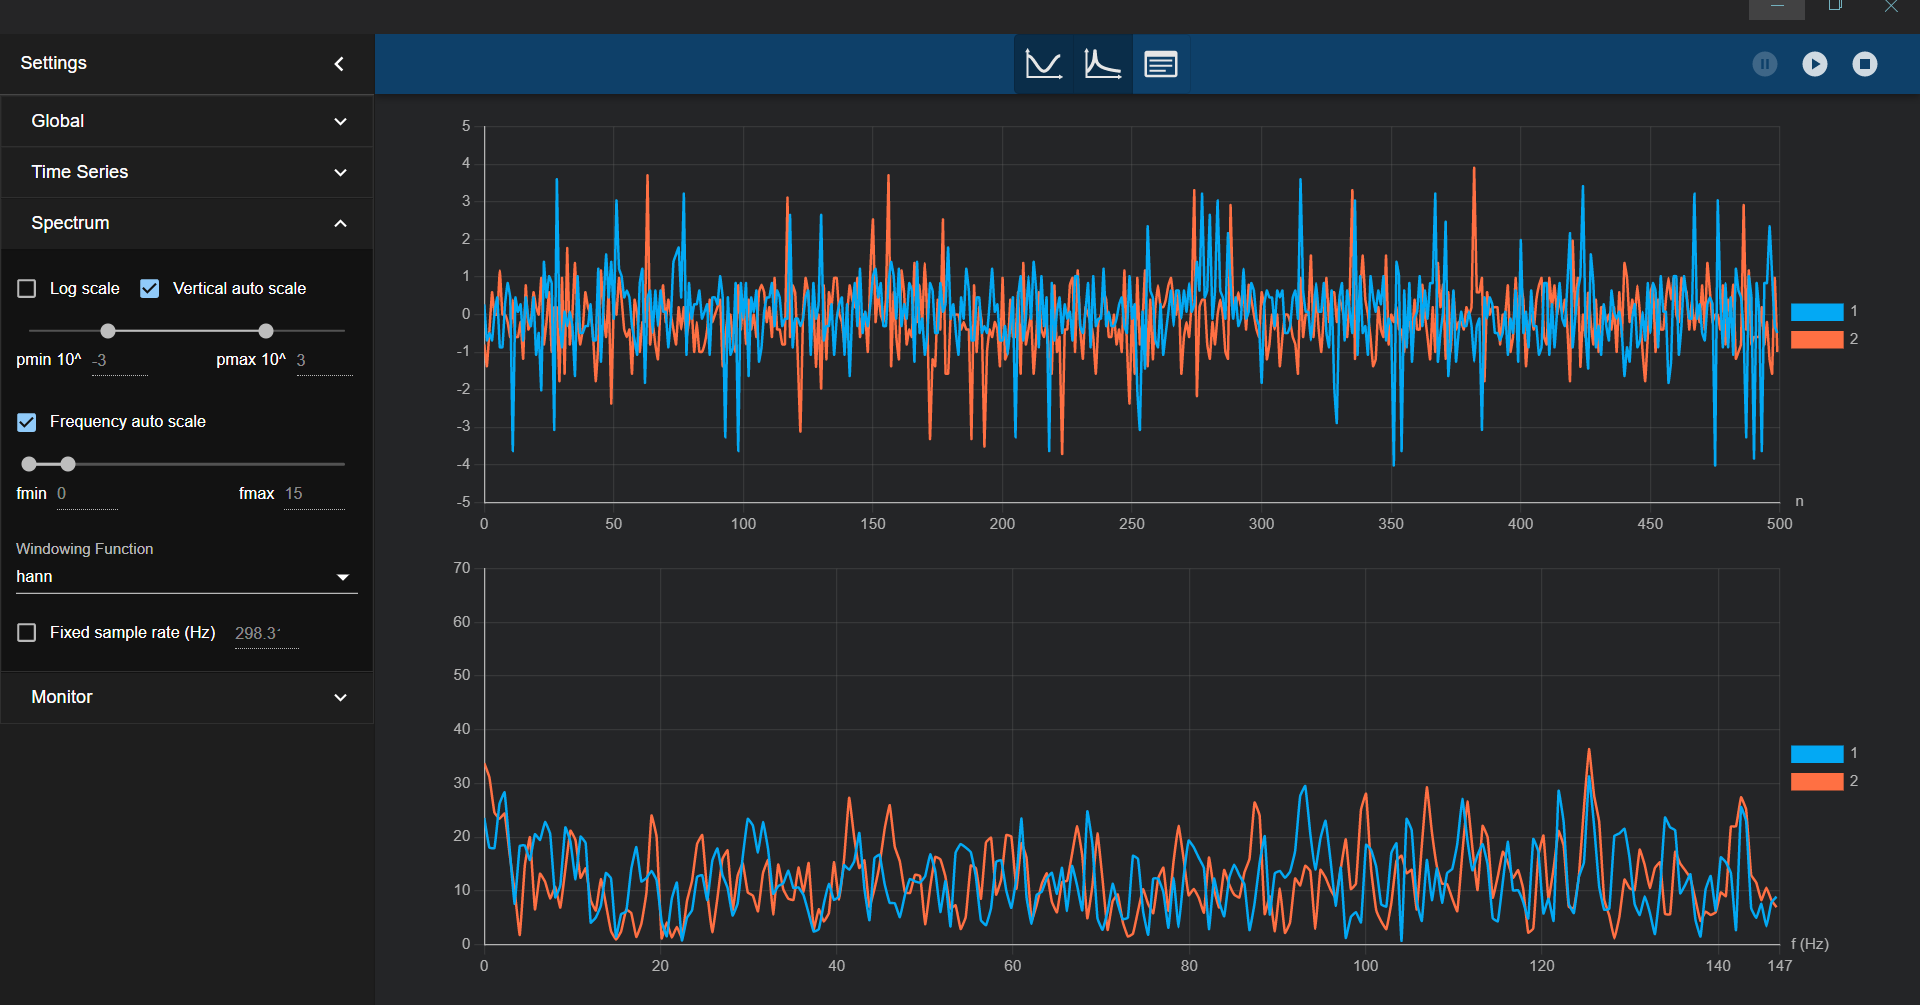 Settings
Global
Time Series
Spectrum
Log scale Vertical auto scale
pmin 10^ -3 pmax 10^ 3
Frequency auto scale
fmin 0 fmax 15
Windowing Function
hann
Fixed sample rate (Hz) 298.31
Monitor
5
4
3
2
1
0
-1
-2
-3
-4
-5
0 50 100 150 200 250 300 350 400 450 500
n
1
2
70
60
50
40
30
20
10
0
0 20 40 60 80 100 120 140 147
f (Hz)
1
2